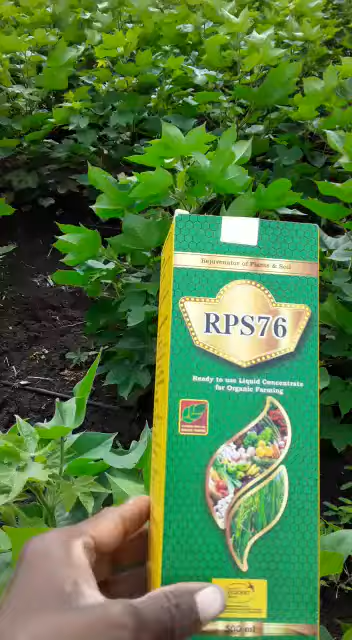 Rejuvenator of Plants & Soil
RPS76
Ready to use Liquid Concentrate
for Organic Farming
500 ml